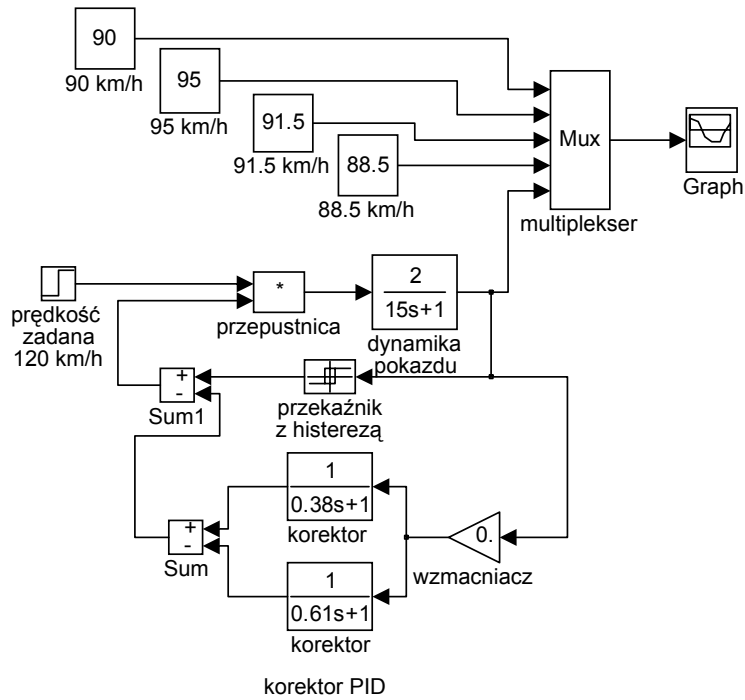 90
90 km/h
95
95 km/h
91.5
91.5 km/h
88.5
88.5 km/h
Mux
multiplekser
Graph
prędkość
zadana
120 km/h
*
przepustnica
2
15s+1
dynamika
pokazdu
+
-
Sum1
przekaźnik
z histerezą
1
0.38s+1
korektor
+
-
Sum
0.
wzmacniacz
1
0.61s+1
korektor
korektor PID